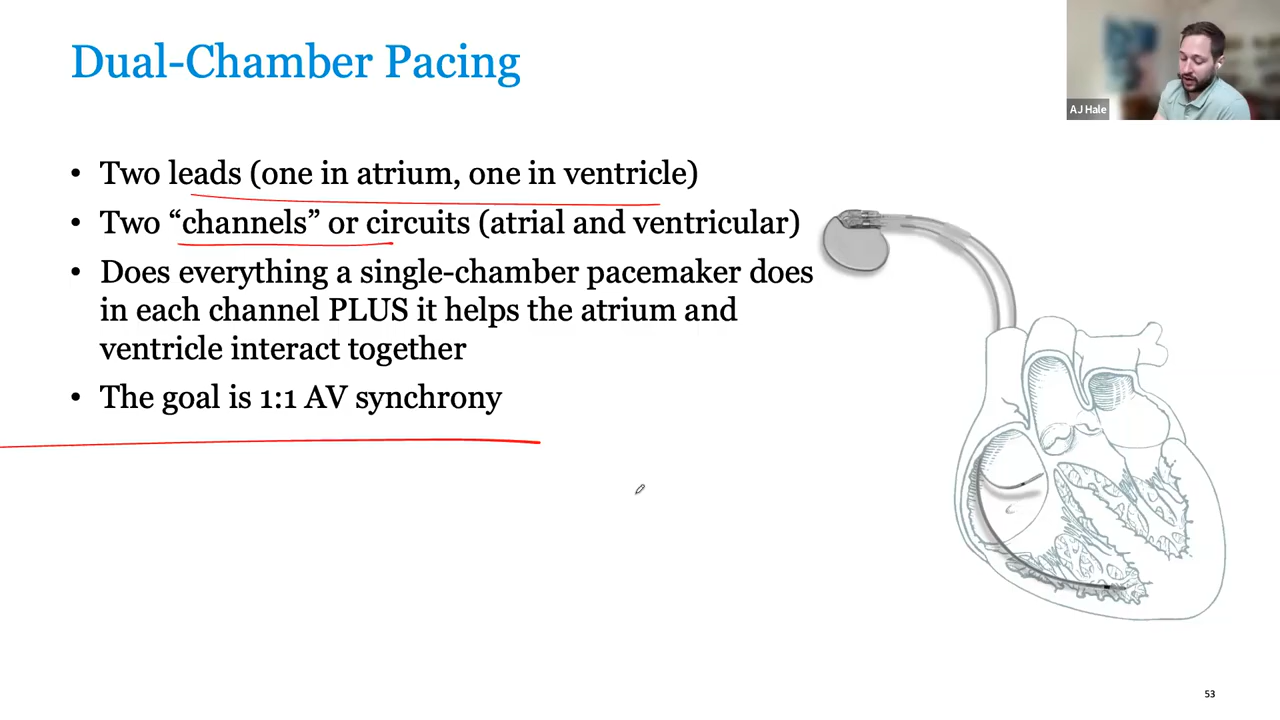 Dual-Chamber Pacing
AJ Hale
• Two leads (one in atrium, one in ventricle)
• Two “channels” or circuits (atrial and ventricular)
• Does everything a single-chamber pacemaker does
in each channel PLUS it helps the atrium and
ventricle interact together
• The goal is 1:1 AV synchrony
53